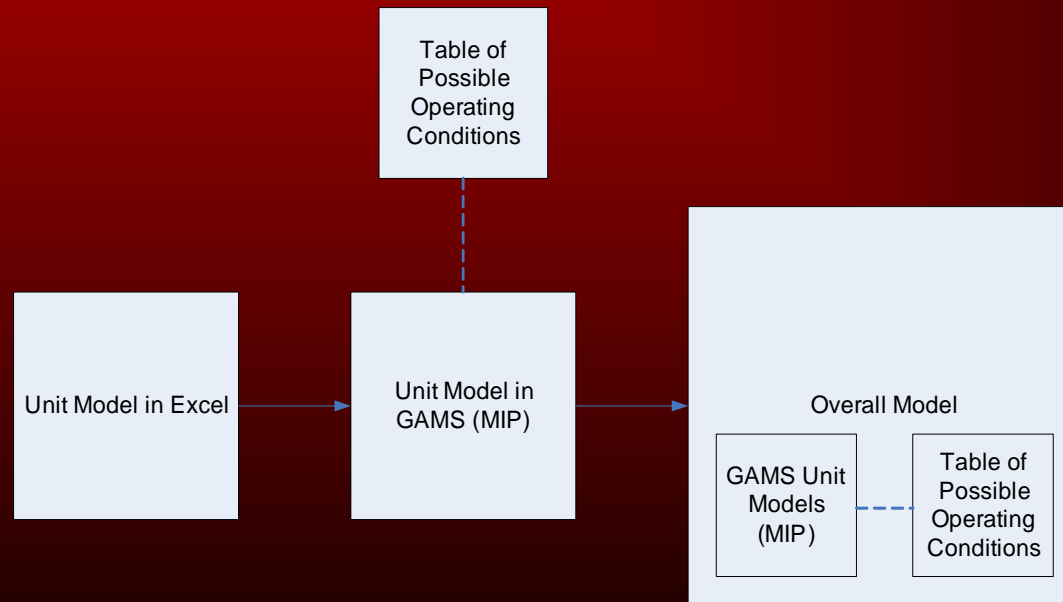 Table of
Possible
Operating
Conditions
Unit Model in Excel
Unit Model in
GAMS (MIP)
Overall Model
GAMS Unit
Models
(MIP)
Table of
Possible
Operating
Conditions